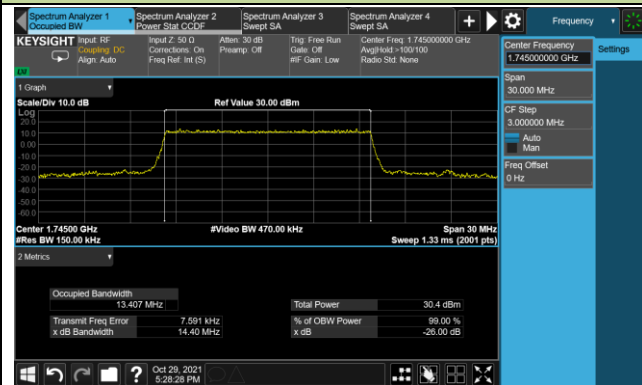 Spectrum Analyzer 1
Occupied BW
Spectrum Analyzer 2
Power Stat CCDF
Spectrum Analyzer 3
Swept SA
Spectrum Analyzer 4
Swept SA
Frequency
KEYSIGHT
Input: RF
Coupling: DC
Align: Auto
Input Z: 50 Ω
Corrections: On
Freq Ref: Int (S)
Atten: 30 dB
Preamp: Off
Trig: Free Run
Gate: Off
#IF Gain: Low
Center Freq: 1.745000000 GHz
Avg|Hold:>100/100
Radio Std: None
Center Frequency
1.745000000 GHz
Settings
Span
30.000 MHz
CF Step
3.000000 MHz
Auto
Man
Freq Offset
0 Hz
1 Graph
Scale/Div 10.0 dB
Ref Value 30.00 dBm
Log
20.0
10.0
0.00
-10.0
-20.0
-30.0
-40.0
-50.0
-60.0
Center 1.74500 GHz
#Video BW 470.00 kHz
Span 30 MHz
#Res BW 150.00 kHz
Sweep 1.33 ms (2001 pts)
2 Metrics
Occupied Bandwidth
13.407 MHz
Total Power
30.4 dBm
Transmit Freq Error
7.591 kHz
% of OBW Power
99.00 %
x dB Bandwidth
14.40 MHz
x dB
-26.00 dB
?
Oct 29, 2021
5:28:28 PM